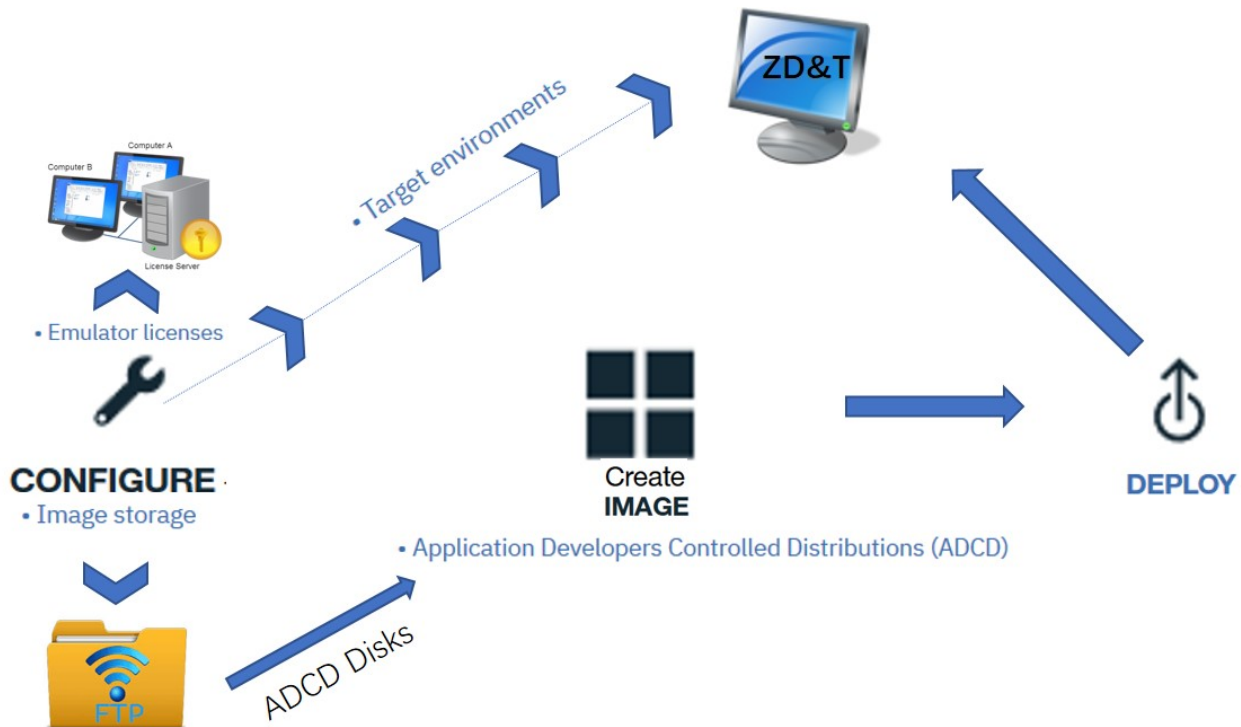 ZD&T
• Target environments
Computer A
Computer B
License Server
• Emulator licenses
CONFIGURE
• Image storage
Create
IMAGE
DEPLOY
• Application Developers Controlled Distributions (ADCD)
ADCD Disks
FTP